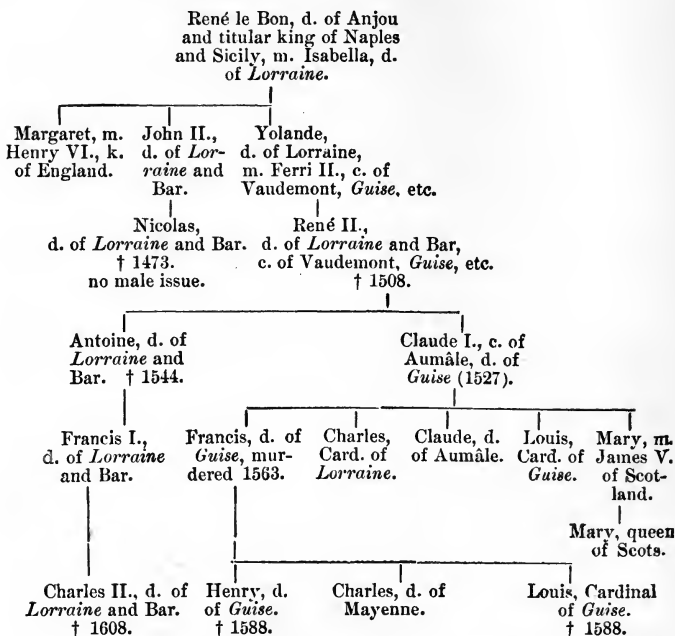 René le Bon, d. of Anjou
and titular king of Naples
and Sicily, m. Isabella, d.
of Lorraine.
Margaret, m.
Henry VI., k.
of England.
John II.,
d. of Lor-
raine and
Bar.
Yolande,
d. of Lorraine,
m. Ferri II., c. of
Vaudemont, Guise, etc.
Nicolas,
d. of Lorraine and Bar.
† 1473.
no male issue.
René II.,
d. of Lorraine and Bar,
c. of Vaudemont, Guise, etc.
† 1508.
Antoine, d. of
Lorraine and
Bar. † 1544.
Claude I., c. of
Aumâle, d. of
Guise (1527).
Francis I.,
d. of Lorraine
and Bar.
Francis, d. of
Guise, mur-
dered 1563.
Charles,
Card. of
Lorraine.
Claude, d.
of Aumâle.
Louis,
Card. of
Guise.
Mary, m.
James V.
of Scot-
land.
Mary, queen
of Scots.
Charles II., d. of
Lorraine and Bar.
† 1608.
Henry, d.
of Guise.
† 1588.
Charles, d. of
Mayenne.
Louis, Cardinal
of Guise.
† 1588.